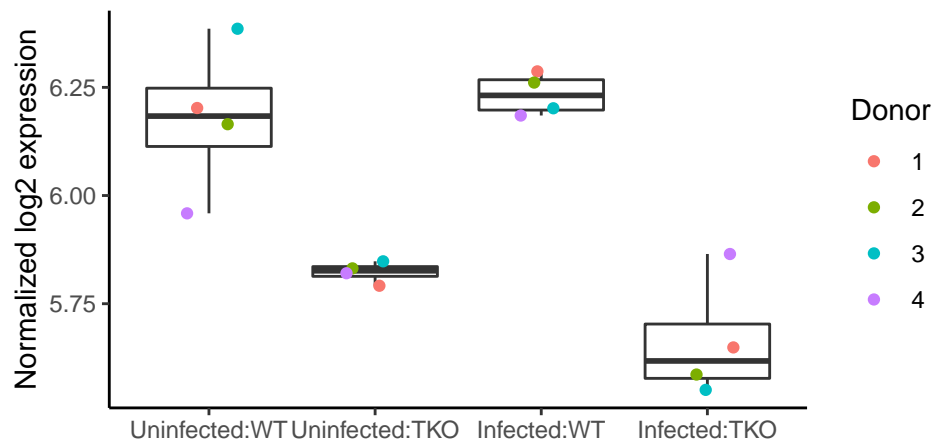 Normalized log2 expression
6.25
6.00
5.75
Uninfected:WT
Uninfected:TKO
Infected:WT
Infected:TKO
Donor
1
2
3
4